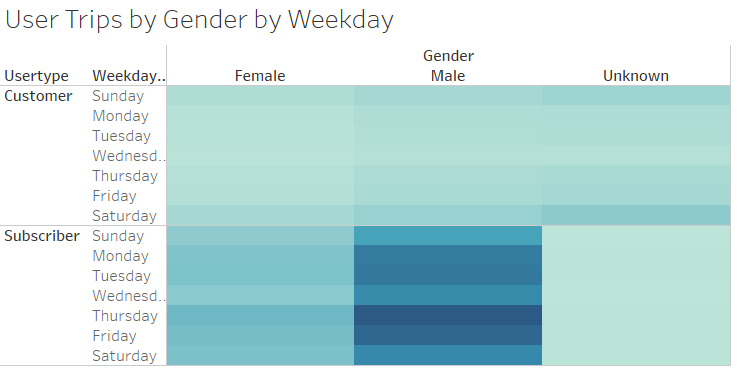 User Trips by Gender by Weekday
Gender
Usertype Weekday.. Female Male Unknown
Customer Sunday
Monday
Tuesday
Wednesd..
Thursday
Friday
Saturday
Subscriber Sunday
Monday
Tuesday
Wednesd..
Thursday
Friday
Saturday